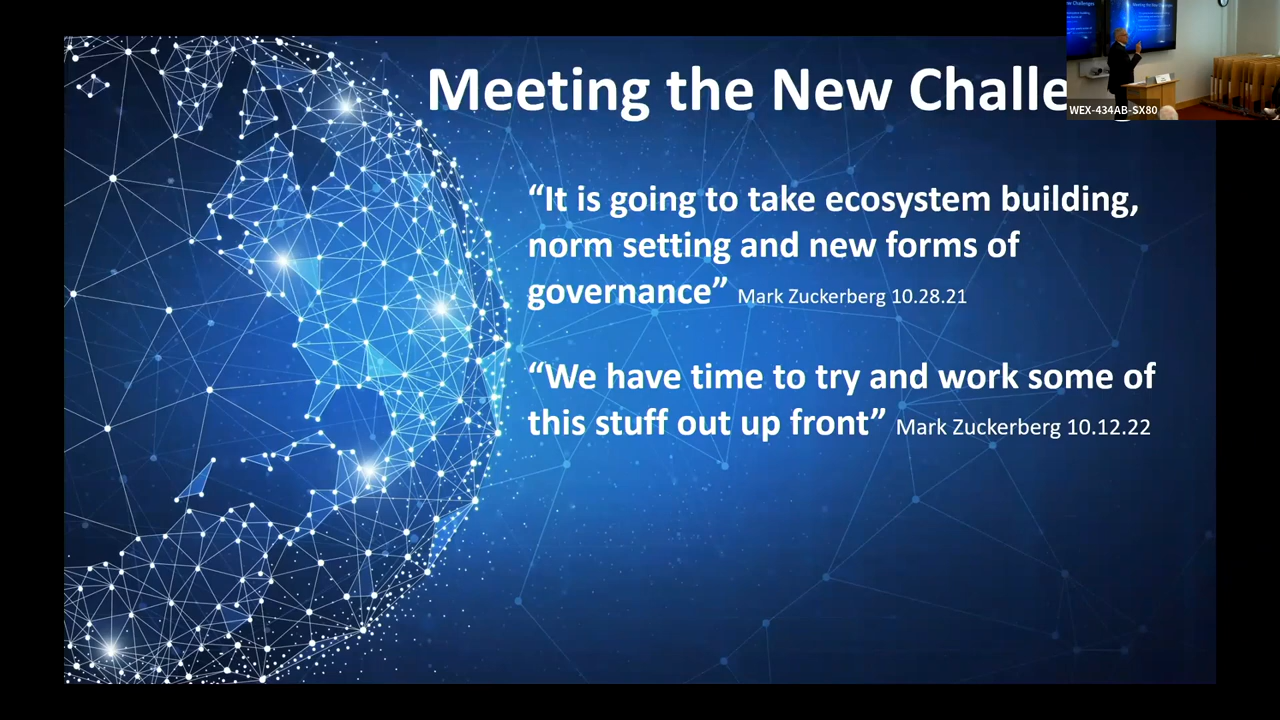 Meeting the New Challe
WEX-434AB-SX80
“It is going to take ecosystem building,
norm setting and new forms of
governance” Mark Zuckerberg 10.28.21
“We have time to try and work some of
this stuff out up front” Mark Zuckerberg 10.12.22